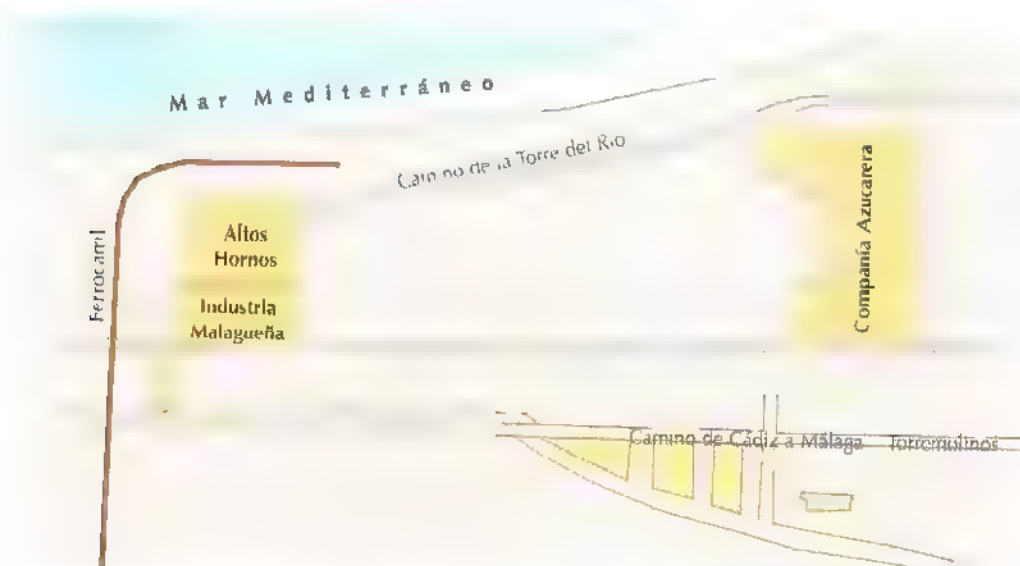 Mar Mediterráneo
Camino de la Torre del Río
Compañía Azucarera
Ferrocarril
Altos
Hornos
Industria
Malagueña
Camino de Cádiz a Málaga Torremolinos